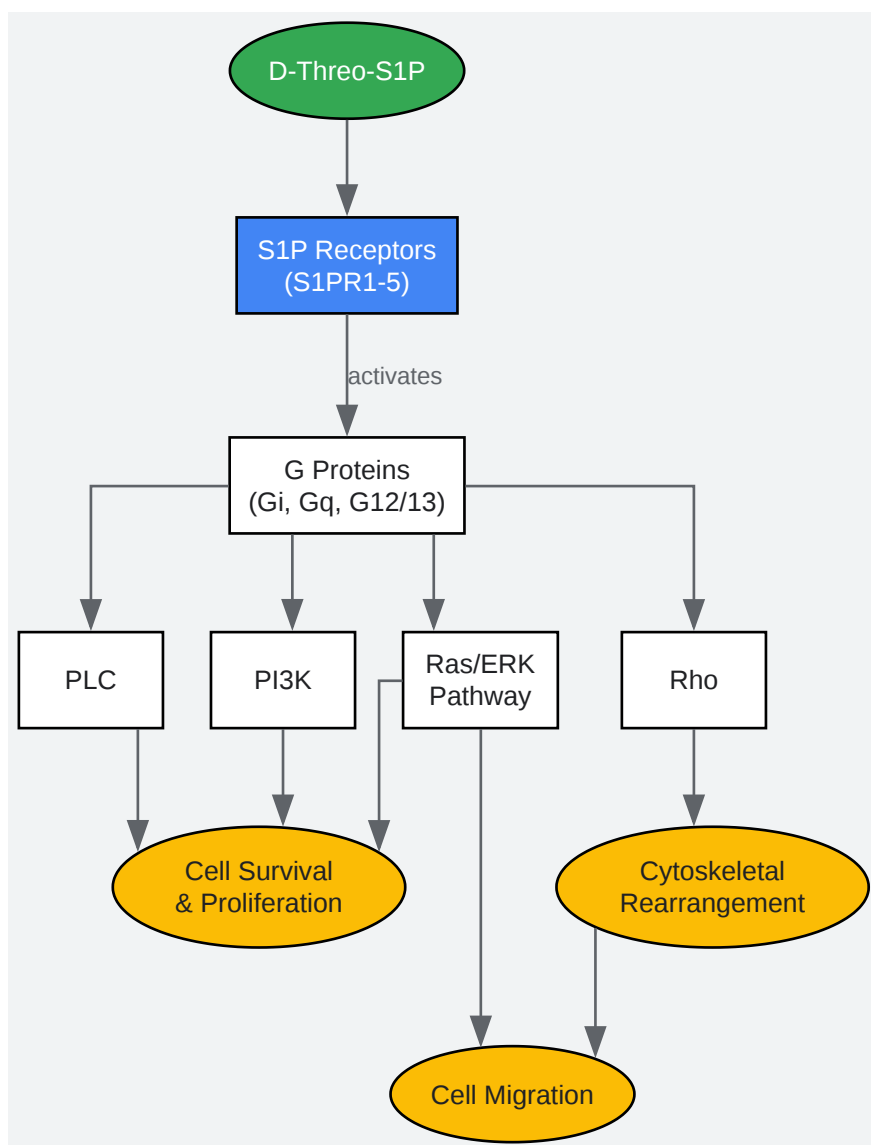 D-Threo-S1P
S1P Receptors
(S1PR1-5)
activates
G Proteins
(Gi, Gq, G12/13)
PLC
PI3K
Ras/ERK
Pathway
Rho
Cell Survival
& Proliferation
Cytoskeletal
Rearrangement
Cell Migration